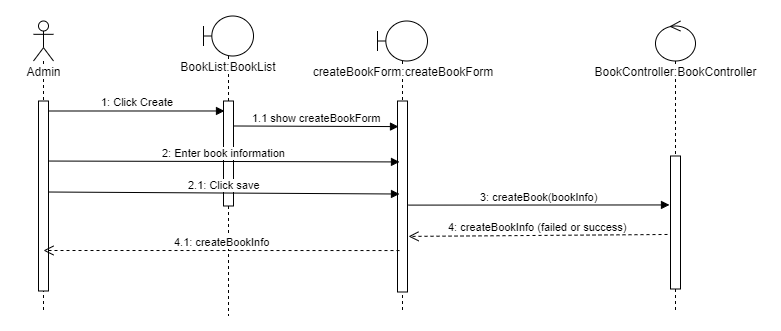 Admin
BookList:BookList
createBookForm:createBookForm
BookController:BookController
1: Click Create
1.1 show createBookForm
2: Enter book information
2.1: Click save
3: createBook(bookInfo)
4: createBookInfo (failed or success)
4.1: createBookInfo